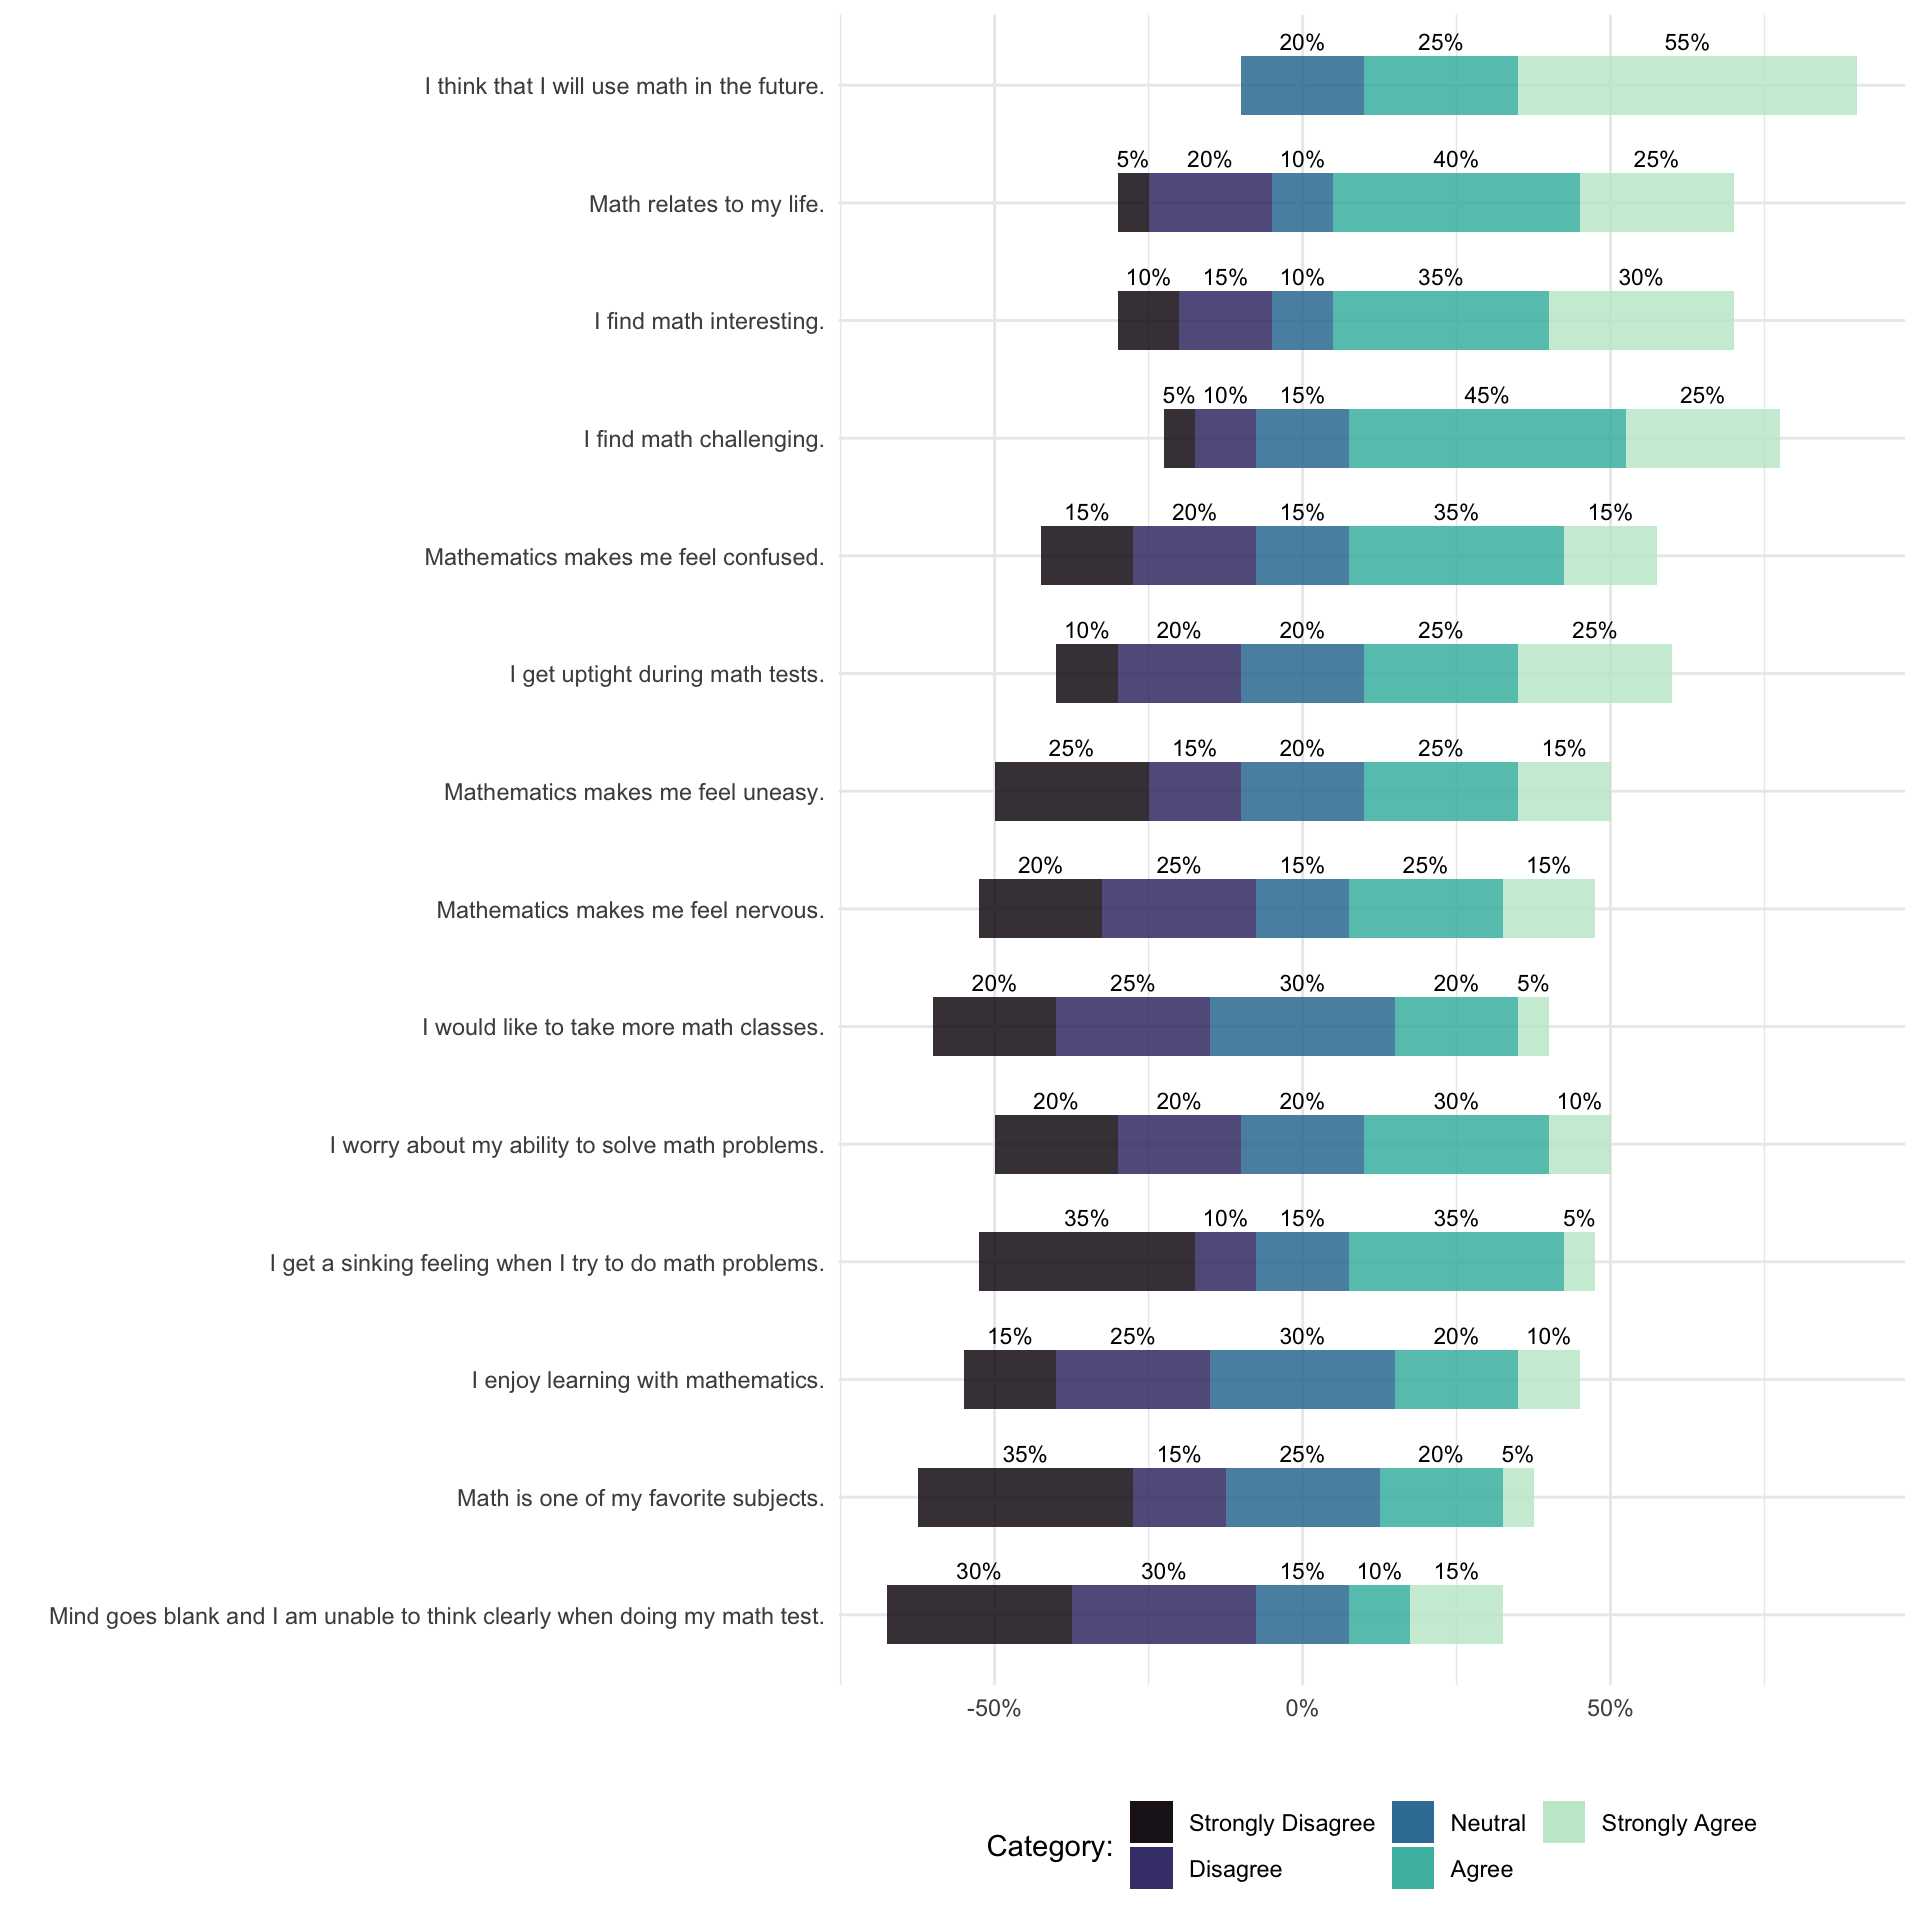 20% 25% 55%
I think that I will use math in the future.
5% 20% 10% 40% 25%
Math relates to my life.
10% 15% 10% 35% 30%
I find math interesting.
5% 10% 15% 45% 25%
I find math challenging.
15% 20% 15% 35% 15%
Mathematics makes me feel confused.
10% 20% 20% 25% 25%
I get uptight during math tests.
25% 15% 20% 25% 15%
Mathematics makes me feel uneasy.
20% 25% 15% 25% 15%
Mathematics makes me feel nervous.
20% 25% 30% 20% 5%
I would like to take more math classes.
20% 20% 20% 30% 10%
I worry about my ability to solve math problems.
35% 10% 15% 35% 5%
I get a sinking feeling when I try to do math problems.
15% 25% 30% 20% 10%
I enjoy learning with mathematics.
35% 15% 25% 20% 5%
Math is one of my favorite subjects.
30% 30% 15% 10% 15%
Mind goes blank and I am unable to think clearly when doing my math test.
-50% 0% 50%
Category:
Strongly Disagree Neutral Strongly Agree
Disagree Agree